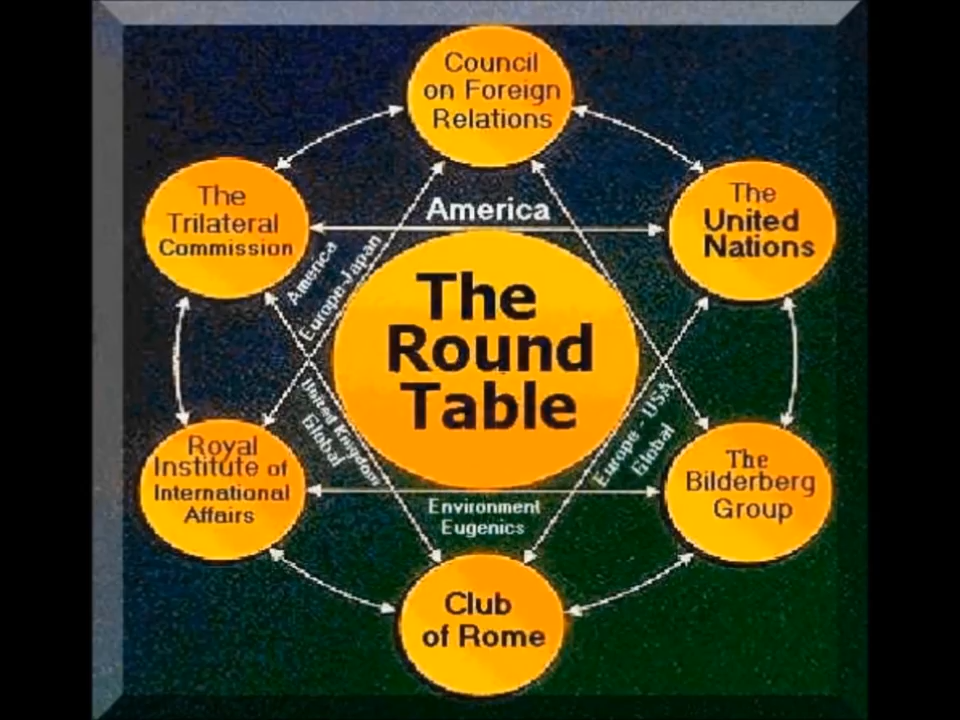 Council
on Foreign
Relations
The
Trilateral
Commission
America
The
United
Nations
America
Europe-Japan
The
Round
Table
United Kingdom
Global
Europe - USA
Global
Royal
Institute of
International
Affairs
Environment
Eugenics
The
Bilderberg
Group
Club
of Rome